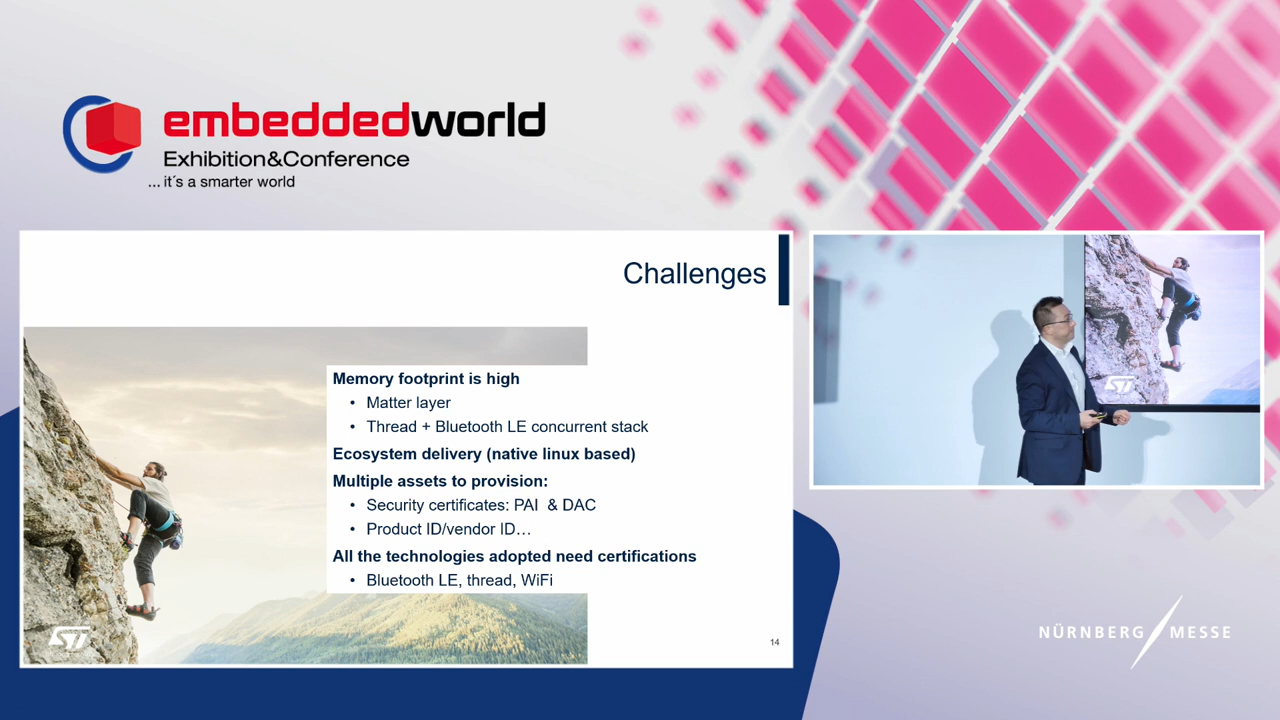 embeddedworld
Exhibition&Conference
... it´s a smarter world
Challenges
Memory footprint is high
• Matter layer
• Thread + Bluetooth LE concurrent stack
Ecosystem delivery (native linux based)
Multiple assets to provision:
• Security certificates: PAI & DAC
• Product ID/vendor ID…
All the technologies adopted need certifications
• Bluetooth LE, thread, WiFi
ST
14
ST
NÜRNBERG MESSE